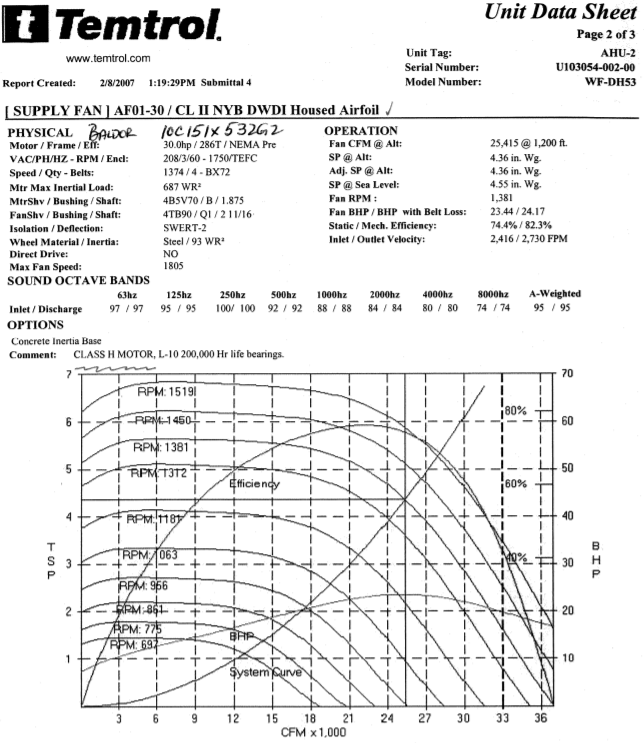 t Temtrol.
Unit Data Sheet
Page 2 of 3
www.temtrol.com
Unit Tag: AHU-2
Serial Number: U103054-002-00
Report Created: 2/8/2007 1:19:29PM Submittal 4
Model Number: WF-DH53
[ SUPPLY FAN ] AF01-30 / CL II NYB DWDI Housed Airfoil √
PHYSICAL BALDOR 10C151X532G2 OPERATION
Motor / Frame / Eff: 30.0hp / 286T / NEMA Pre Fan CFM @ Alt: 25,415 @ 1,200 ft.
VAC/PH/HZ - RPM / Encl: 208/3/60 - 1750/TEFC SP @ Alt: 4.36 in. Wg.
Speed / Qty - Belts: 1374 / 4 - BX72 Adj. SP @ Alt: 4.36 in. Wg.
Mtr Max Inertial Load: 687 WR² SP @ Sea Level: 4.55 in. Wg.
MtrShv / Bushing / Shaft: 4B5V70 / B / 1.875 Fan RPM : 1,381
FanShv / Bushing / Shaft: 4TB90 / Q1 / 2 11/16 Fan BHP / BHP with Belt Loss: 23.44 / 24.17
Isolation / Deflection: SWERT-2 Static / Mech. Efficiency: 74.4% / 82.3%
Wheel Material / Inertia: Steel / 93 WR² Inlet / Outlet Velocity: 2,416 / 2,730 FPM
Direct Drive: NO
Max Fan Speed: 1805
SOUND OCTAVE BANDS
63hz 125hz 250hz 500hz 1000hz 2000hz 4000hz 8000hz A-Weighted
Inlet / Discharge 97 / 97 95 / 95 100/ 100 92 / 92 88 / 88 84 / 84 80 / 80 74 / 74 95 / 95
OPTIONS
Concrete Inertia Base
Comment: CLASS H MOTOR, L-10 200,000 Hr life bearings.
7 70
RPM: 1519
80%
6 RPM: 1450 60
RPM: 1381
5 RPM: 1312 50
Efficiency 60%
4 RPM: 1181 40
TSP
BHP
40%
3 RPM: 1063 30
RPM: 956
2 RPM: 861 20
RPM: 775 BHP
RPM: 697
1 System Curve 10
3 6 9 12 15 18 21 24 27 30 33 36
CFM x1,000